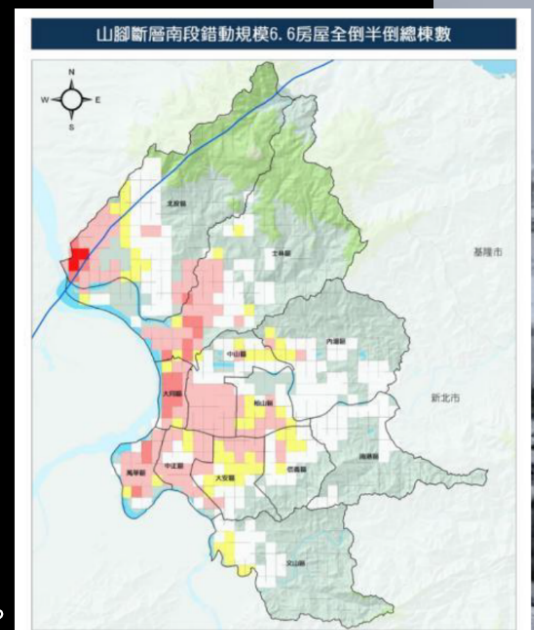 山腳斷層南段錯動規模6.6房屋全倒半倒總棟數
N
W
E
S
北投區
士林區
基隆市
內湖區
中山區
大同區
松山區
新北市
南港區
萬華區
中正區
信義區
大安區
文山區